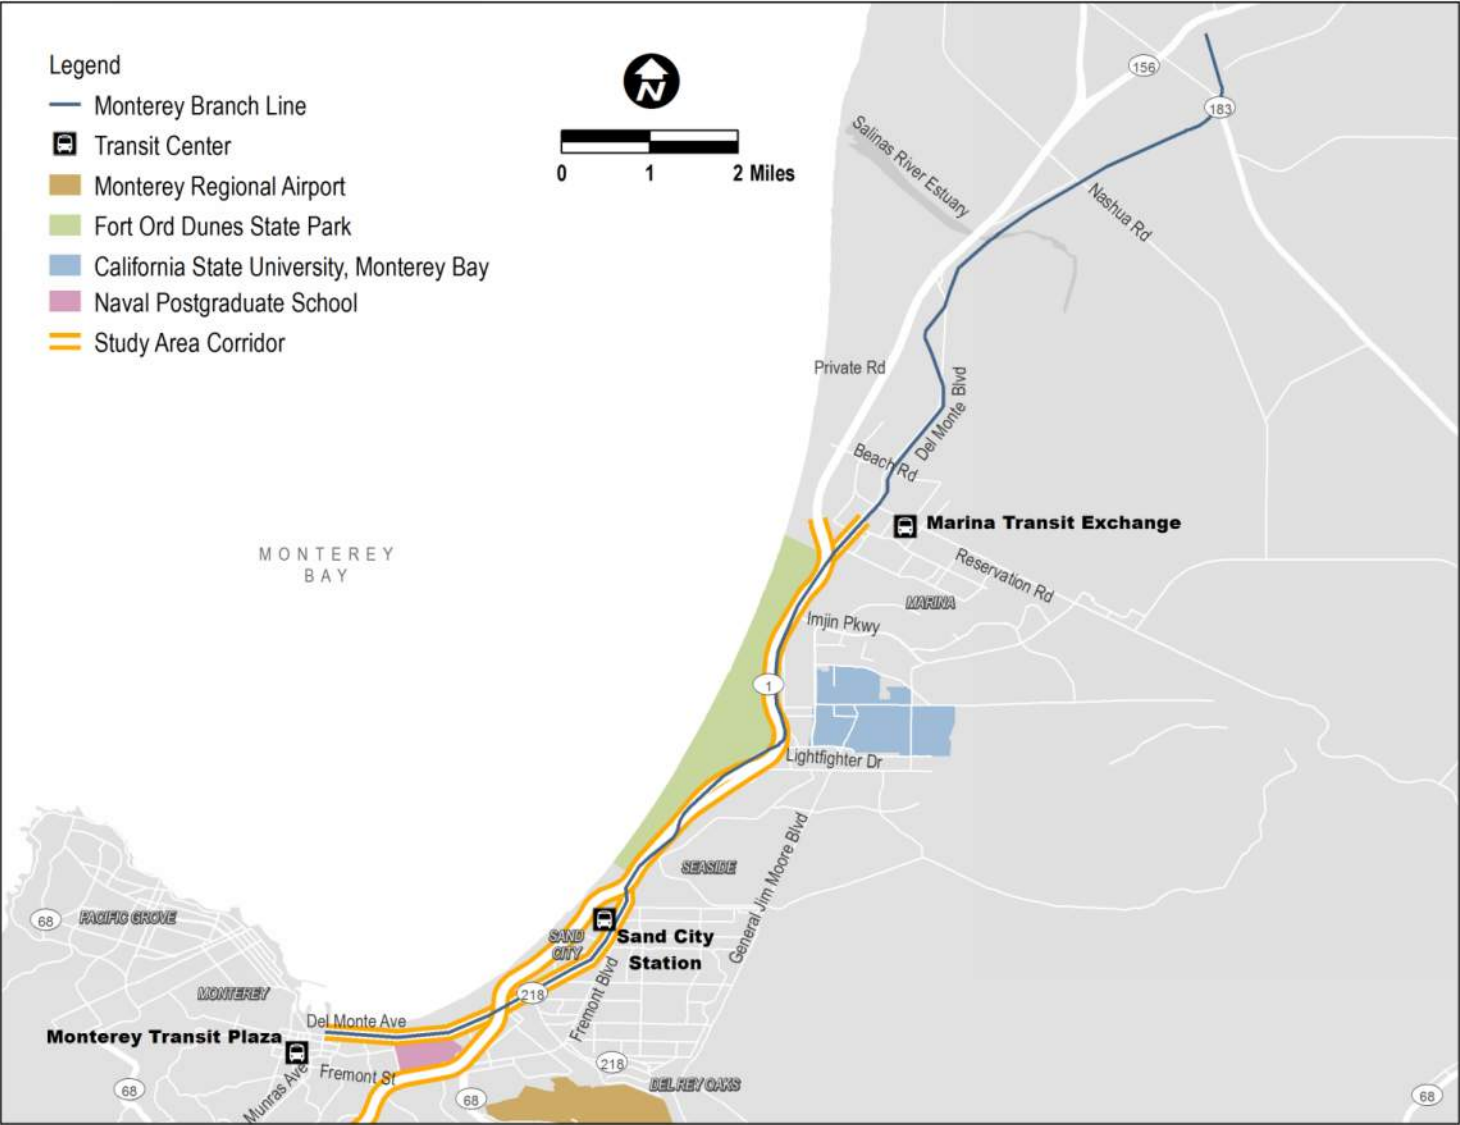 Legend
Monterey Branch Line
Transit Center
Monterey Regional Airport
Fort Ord Dunes State Park
California State University, Monterey Bay
Naval Postgraduate School
Study Area Corridor
N
0 1 2 Miles
156
183
Salinas River Estuary
Nashua Rd
Private Rd
Del Monte Blvd
Beach Rd
Marina Transit Exchange
MONTEREY
BAY
Reservation Rd
MARINA
Imjin Pkwy
1
Lightfighter Dr
General Jim Moore Blvd
SEASIDE
68
PACIFIC GROVE
SAND
CITY
Sand City
Station
MONTEREY
218
Fremont Blvd
Del Monte Ave
Monterey Transit Plaza
Fremont St
Munras Ave
218
DEL REY OAKS
68
68
68